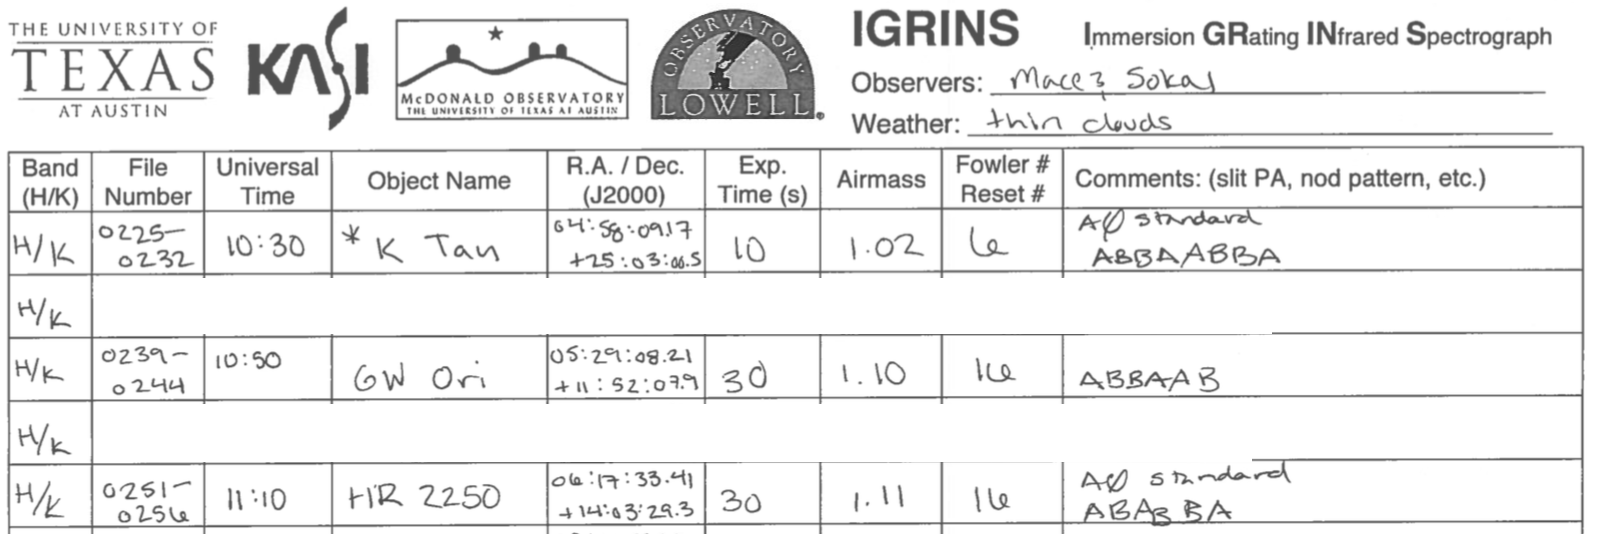 THE UNIVERSITY OF
TEXAS
AT AUSTIN
KASI
McDONALD OBSERVATORY
THE UNIVERSITY OF TEXAS AT AUSTIN
OBSERVATORY
LOWELL
IGRINS Immersion GRating INfrared Spectrograph
Observers: Mace & Sokal
Weather: thin clouds
Band (H/K) File Number Universal Time Object Name R.A. / Dec. (J2000) Exp. Time (s) Airmass Fowler # Reset # Comments: (slit PA, nod pattern, etc.)
H/K 0225- 0232 10:30 * K Tau 04:58:09.17 +25:03:00.5 10 1.02 6 A0 standard ABBAABBA
H/K
H/K 0239- 0244 10:50 GW Ori 05:29:08.21 +11:52:07.9 30 1.10 16 ABBAAB
H/K
H/K 0251- 0256 11:10 HR 2250 06:17:33.41 +14:03:29.3 30 1.11 16 A0 standard ABABBA